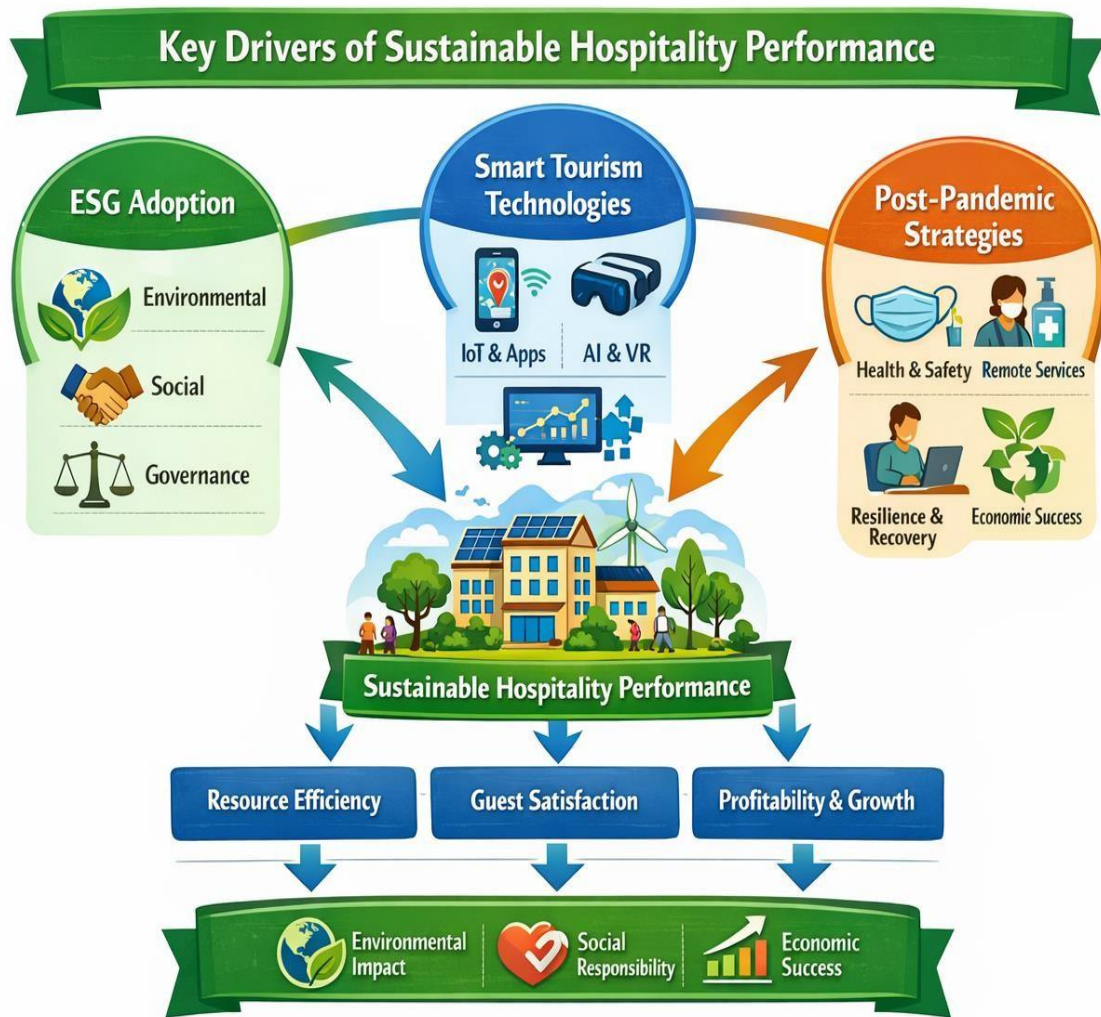 Key Drivers of Sustainable Hospitality Performance
ESG Adoption
Environmental
Social
Governance
Smart Tourism
Technologies
IoT & Apps
AI & VR
Post-Pandemic
Strategies
Health & Safety
Remote Services
Resilience &
Recovery
Economic Success
Sustainable Hospitality Performance
Resource Efficiency
Guest Satisfaction
Profitability & Growth
Environmental
Impact
Social
Responsibility
Economic
Success